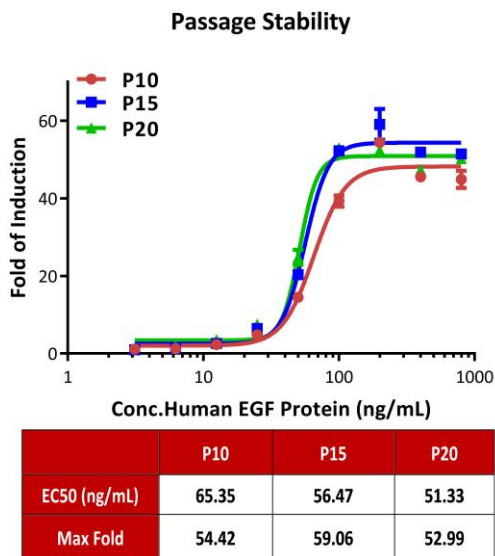 Passage Stability
P10
P15
P20
60
40
20
0
Fold of Induction
1 10 100 1000
Conc.Human EGF Protein (ng/mL)
P10 P15 P20
EC50 (ng/mL) 65.35 56.47 51.33
Max Fold 54.42 59.06 52.99